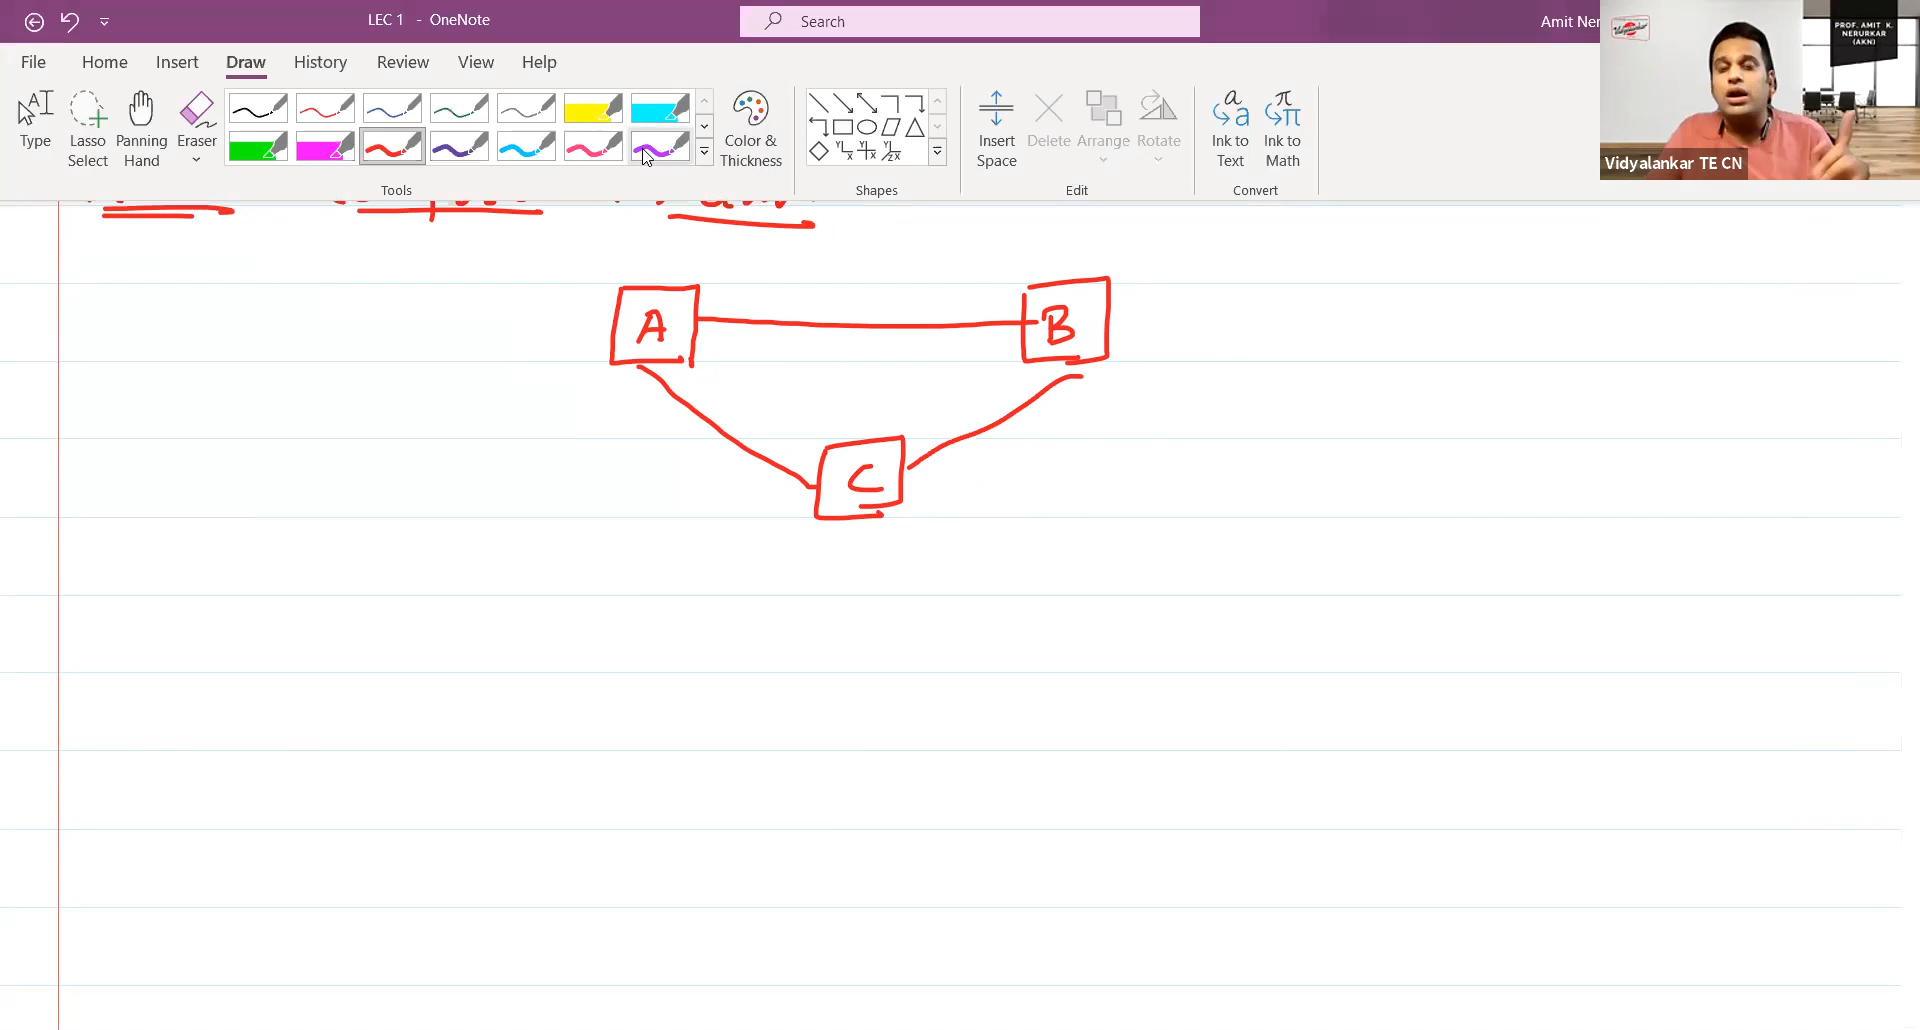 LEC 1 - OneNote
Search
Amit Ner
File Home Insert Draw History Review View Help
Type
Lasso Select
Panning Hand
Eraser
Color & Thickness
Insert Space
Delete
Arrange
Rotate
Ink to Text
Ink to Math
Tools
Shapes
Edit
Convert
PROF. AMIT K. NERURKAR (AKN)
Vidyalankar
Vidyalankar TE CN
A
B
C